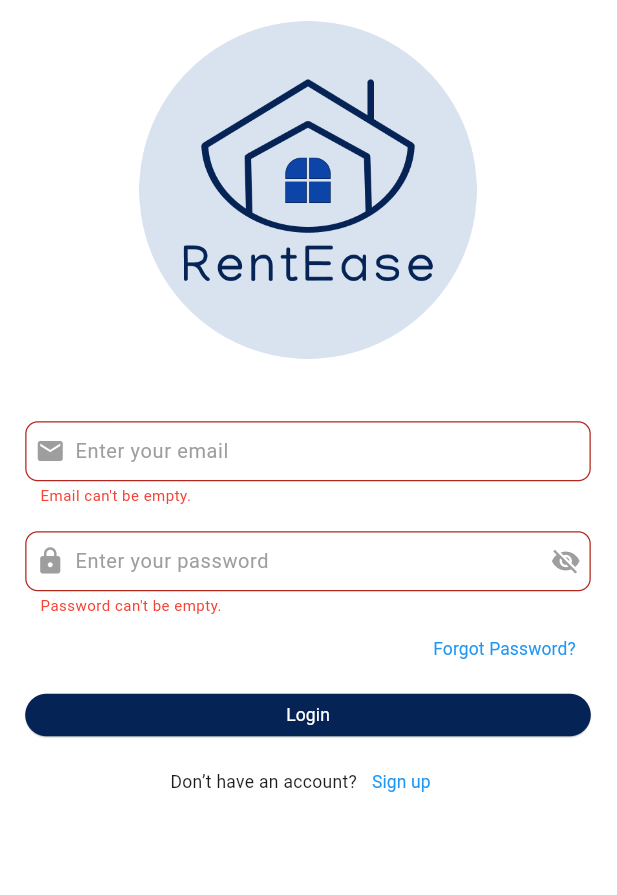 RentEase
Enter your email
Email can't be empty.
Enter your password
Password can't be empty.
Forgot Password?
Login
Don’t have an account? Sign up